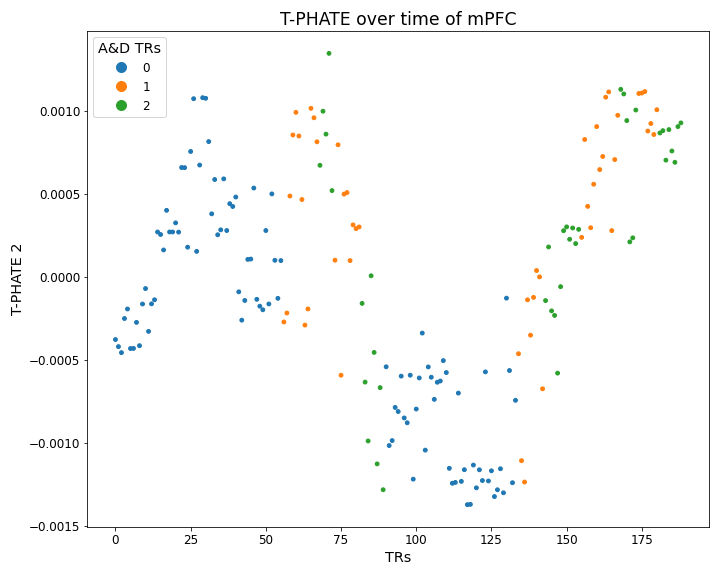 T-PHATE over time of mPFC
A&D TRs
0
1
2
0.0010
0.0005
0.0000
−0.0005
−0.0010
−0.0015
T-PHATE 2
0 25 50 75 100 125 150 175
TRs